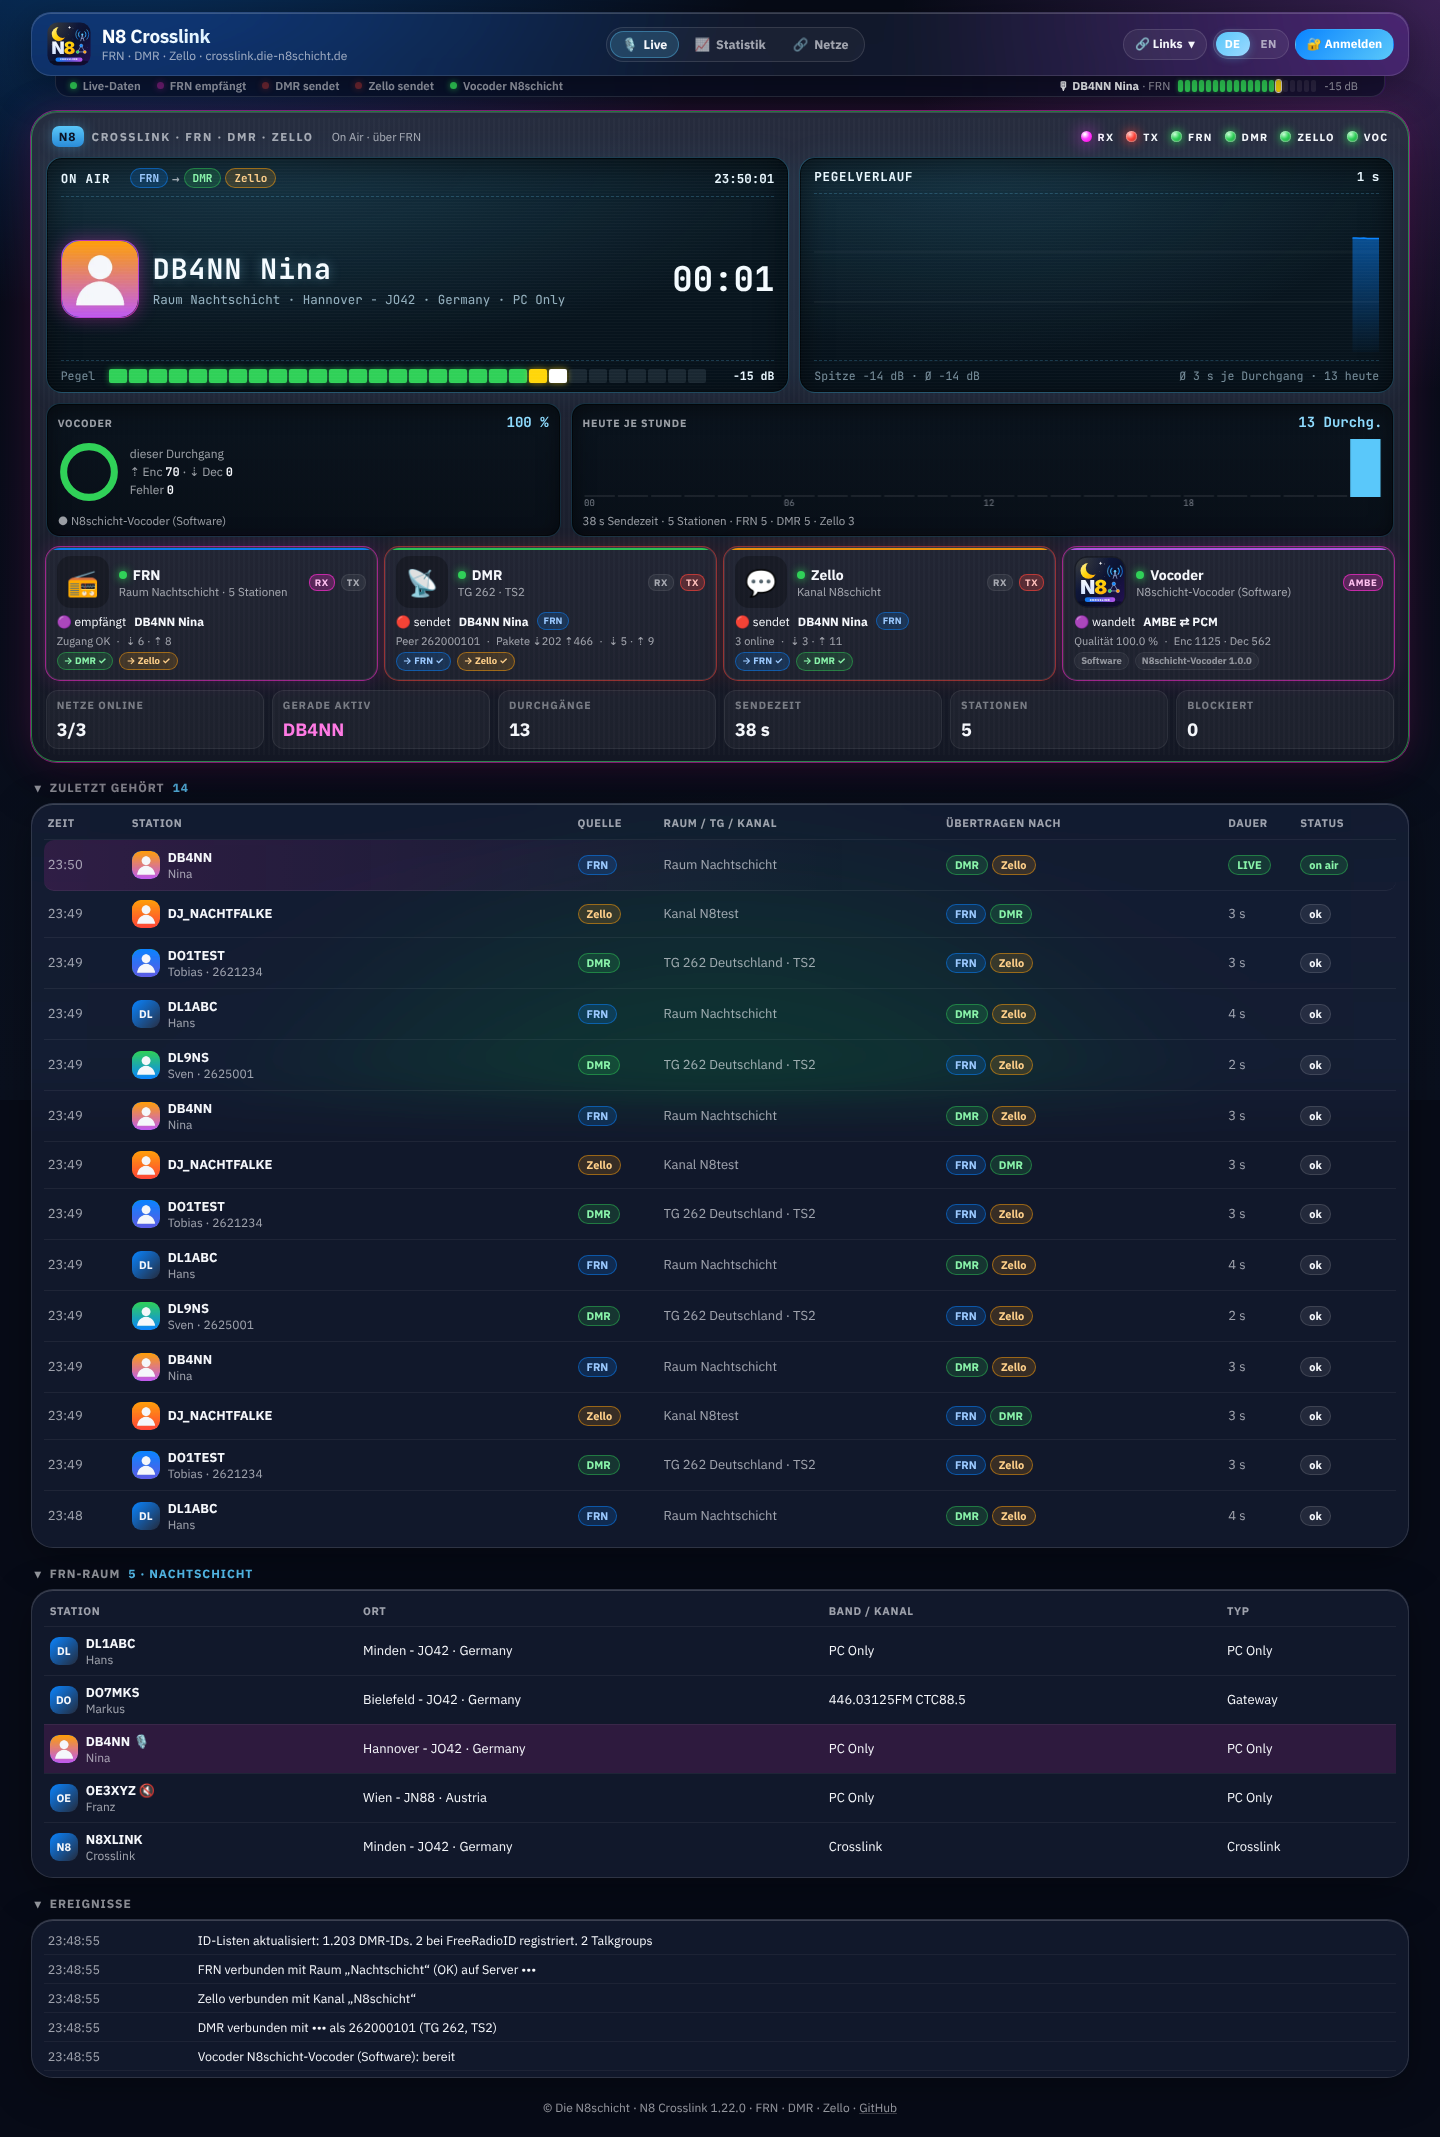 N8 Crosslink
FRN · DMR · Zello · crosslink.die-n8schicht.de
Live
Statistik
Netze
Links ▾
DE
EN
Anmelden
Live-Daten
FRN empfängt
DMR sendet
Zello sendet
Vocoder N8schicht
DB4NN Nina · FRN
-15 dB
N8 CROSSLINK · FRN · DMR · ZELLO On Air · über FRN
RX TX FRN DMR ZELLO VOC
ON AIR FRN → DMR Zello 23:50:01
DB4NN Nina
00:01
Raum Nachtschicht · Hannover - JO42 · Germany · PC Only
Pegel -15 dB
PEGELVERLAUF 1 s
Spitze -14 dB · Ø -14 dB Ø 3 s je Durchgang · 13 heute
VOCODER 100 %
dieser Durchgang
↑ Enc 70 · ↓ Dec 0
Fehler 0
N8schicht-Vocoder (Software)
HEUTE JE STUNDE 13 Durchg.
00 06 12 18
38 s Sendezeit · 5 Stationen · FRN 5 · DMR 5 · Zello 3
FRN
Raum Nachtschicht · 5 Stationen
RX TX
empfängt DB4NN Nina
Zugang OK · ↓ 6 · ↑ 8
→ DMR ✓ → Zello ✓
DMR
TG 262 · TS2
RX TX
sendet DB4NN Nina FRN
Peer 262000101 · Pakete ↓202 ↑466 · ↓ 5 · ↑ 9
→ FRN ✓ → Zello ✓
Zello
Kanal N8schicht
RX TX
sendet DB4NN Nina FRN
3 online · ↓ 3 · ↑ 11
→ FRN ✓ → DMR ✓
N8
Vocoder
N8schicht-Vocoder (Software)
AMBE
wandelt AMBE ⇄ PCM
Qualität 100.0 % · Enc 1125 · Dec 562
Software N8schicht-Vocoder 1.0.0
NETZE ONLINE
3/3
GERADE AKTIV
DB4NN
DURCHGÄNGE
13
SENDEZEIT
38 s
STATIONEN
5
BLOCKIERT
0
▾ ZULETZT GEHÖRT 14
ZEIT STATION QUELLE RAUM / TG / KANAL ÜBERTRAGEN NACH DAUER STATUS
23:50 DB4NN FRN Raum Nachtschicht DMR Zello LIVE on air
Nina
23:49 DJ_NACHTFALKE Zello Kanal N8test FRN DMR 3 s ok
23:49 DO1TEST DMR TG 262 Deutschland · TS2 FRN Zello 3 s ok
Tobias · 2621234
23:49 DL DL1ABC FRN Raum Nachtschicht DMR Zello 4 s ok
Hans
23:49 DL9NS DMR TG 262 Deutschland · TS2 FRN Zello 2 s ok
Sven · 2625001
23:49 DB4NN FRN Raum Nachtschicht DMR Zello 3 s ok
Nina
23:49 DJ_NACHTFALKE Zello Kanal N8test FRN DMR 3 s ok
23:49 DO1TEST DMR TG 262 Deutschland · TS2 FRN Zello 3 s ok
Tobias · 2621234
23:49 DL DL1ABC FRN Raum Nachtschicht DMR Zello 4 s ok
Hans
23:49 DL9NS DMR TG 262 Deutschland · TS2 FRN Zello 2 s ok
Sven · 2625001
23:49 DB4NN FRN Raum Nachtschicht DMR Zello 3 s ok
Nina
23:49 DJ_NACHTFALKE Zello Kanal N8test FRN DMR 3 s ok
23:49 DO1TEST DMR TG 262 Deutschland · TS2 FRN Zello 3 s ok
Tobias · 2621234
23:48 DL DL1ABC FRN Raum Nachtschicht DMR Zello 4 s ok
Hans
▾ FRN-RAUM 5 · NACHTSCHICHT
STATION ORT BAND / KANAL TYP
DL DL1ABC Minden - JO42 · Germany PC Only PC Only
Hans
DO DO7MKS Bielefeld - JO42 · Germany 446.03125FM CTC88.5 Gateway
Markus
DB4NN Hannover - JO42 · Germany PC Only PC Only
Nina
OE OE3XYZ Wien - JN88 · Austria PC Only PC Only
Franz
N8 N8XLINK Minden - JO42 · Germany Crosslink Crosslink
Crosslink
▾ EREIGNISSE
23:48:55 ID-Listen aktualisiert: 1.203 DMR-IDs, 2 bei FreeRadioID registriert, 2 Talkgroups
23:48:55 FRN verbunden mit Raum „Nachtschicht“ (OK) auf Server •••
23:48:55 Zello verbunden mit Kanal „N8schicht“
23:48:55 DMR verbunden mit ••• als 262000101 (TG 262, TS2)
23:48:55 Vocoder N8schicht-Vocoder (Software): bereit
© Die N8schicht · N8 Crosslink 1.22.0 · FRN · DMR · Zello · GitHub